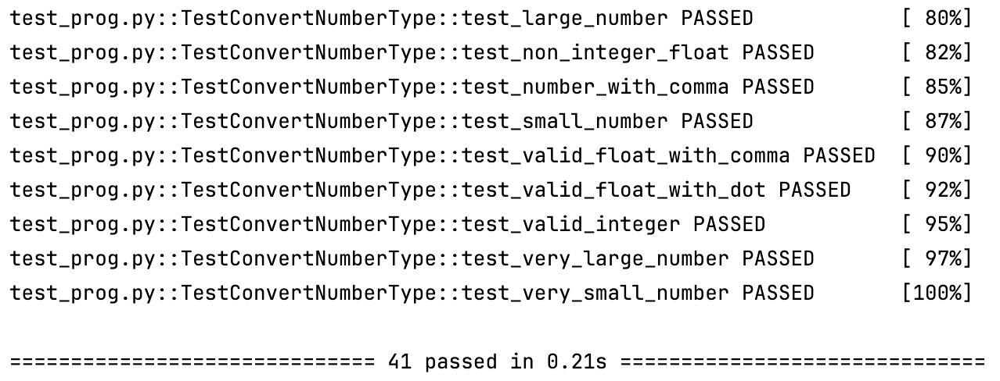 test_prog.py::TestConvertNumberType::test_large_number PASSED [ 80%]
test_prog.py::TestConvertNumberType::test_non_integer_float PASSED [ 82%]
test_prog.py::TestConvertNumberType::test_number_with_comma PASSED [ 85%]
test_prog.py::TestConvertNumberType::test_small_number PASSED [ 87%]
test_prog.py::TestConvertNumberType::test_valid_float_with_comma PASSED [ 90%]
test_prog.py::TestConvertNumberType::test_valid_float_with_dot PASSED [ 92%]
test_prog.py::TestConvertNumberType::test_valid_integer PASSED [ 95%]
test_prog.py::TestConvertNumberType::test_very_large_number PASSED [ 97%]
test_prog.py::TestConvertNumberType::test_very_small_number PASSED [100%]
============================== 41 passed in 0.21s ==============================